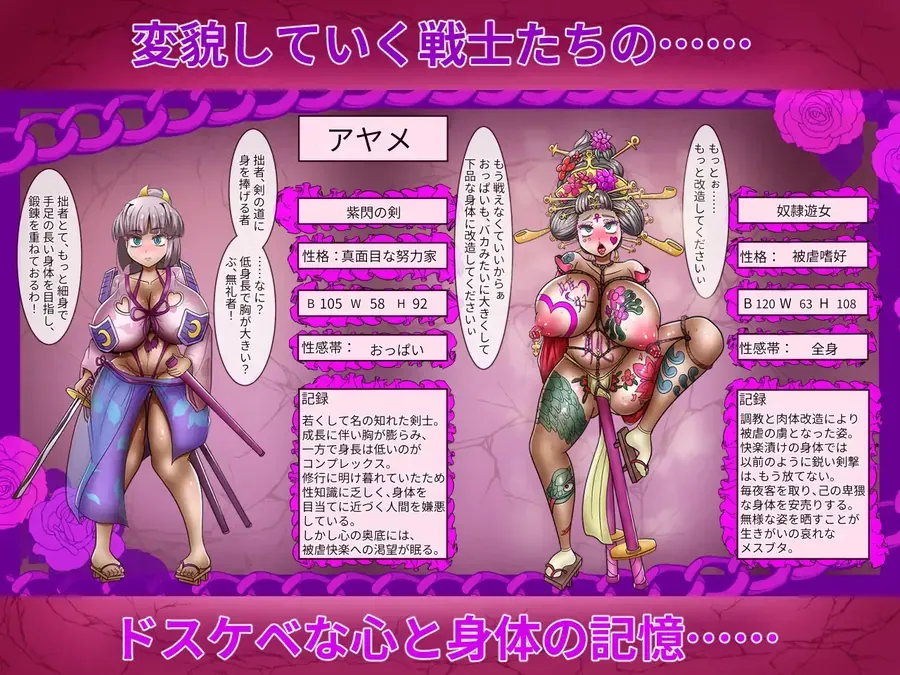 変貌していく戦士たちの……
アヤメ
拙者、剣の道に
身を捧げる者
……なに？
低身長で胸が大きい？
ぶ、無礼者！
拙者とて、もっと細身で
手足の長い身体を目指し、
鍛錬を重ねておるわ！
紫閃の剣
性格：真面目な努力家
B 105 W 58 H 92
性感帯： おっぱい
記録
若くして名の知れた剣士。
成長に伴い胸が膨らみ、
一方で身長は低いのが
コンプレックス。
修行に明け暮れていたため
性知識に乏しく、身体を
目当てに近づく人間を嫌悪
している。
しかし心の奥底には、
被虐快楽への渇望が眠る。
もっとぉ……
もっと改造してくださいぃ
もう戦えなくていいからぁ
おっぱいも、バカみたいに大きくして
下品な身体に改造してくださいぃ
奴隷遊女
性格： 被虐嗜好
B 120 W 63 H 108
性感帯： 全身
記録
調教と肉体改造により
被虐の虜となった姿。
快楽漬けの身体では
以前のように鋭い剣撃
は、もう放てない。
毎夜客を取り、己の卑猥
な身体を安売りする。
無様な姿を晒すことが
生きがいの哀れな
メスブタ。
ドスケベな心と身体の記憶……